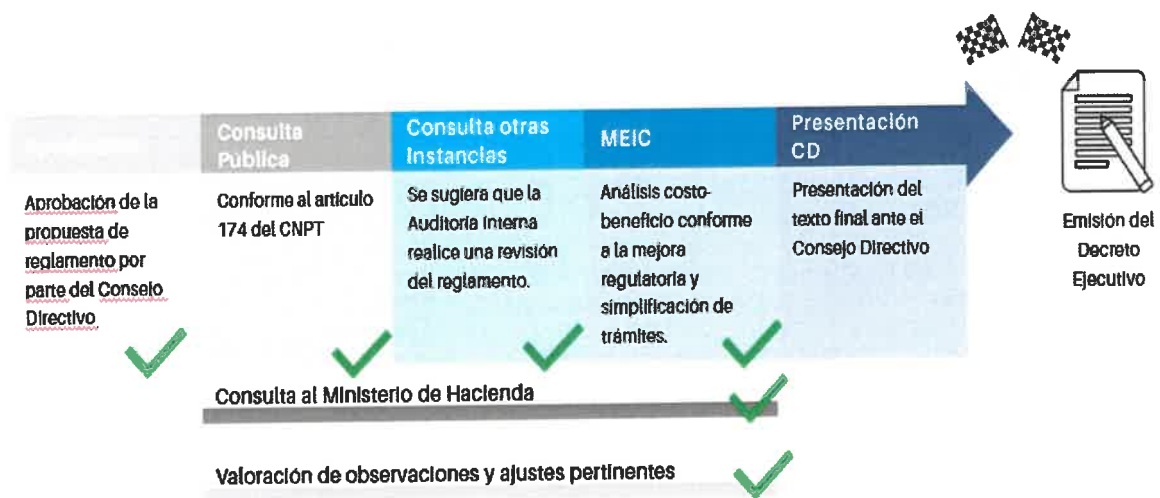 Consulta
Pública
Consulta otras
Instancias
MEIC
Presentación
CD
Aprobación de la
propuesta de
reglamento por
parte del Consejo
Directivo
Conforme al artículo
174 del CNPT
Se sugiera que la
Auditoría Interna
realice una revisión
del reglamento.
Análisis costo-
beneficio conforme
a la mejora
regulatoria y
simplificación de
trámites.
Presentación del
texto final ante el
Consejo Directivo
Emisión del
Decreto
Ejecutivo
Consulta al Ministerio de Hacienda
Valoración de observaciones y ajustes pertinentes